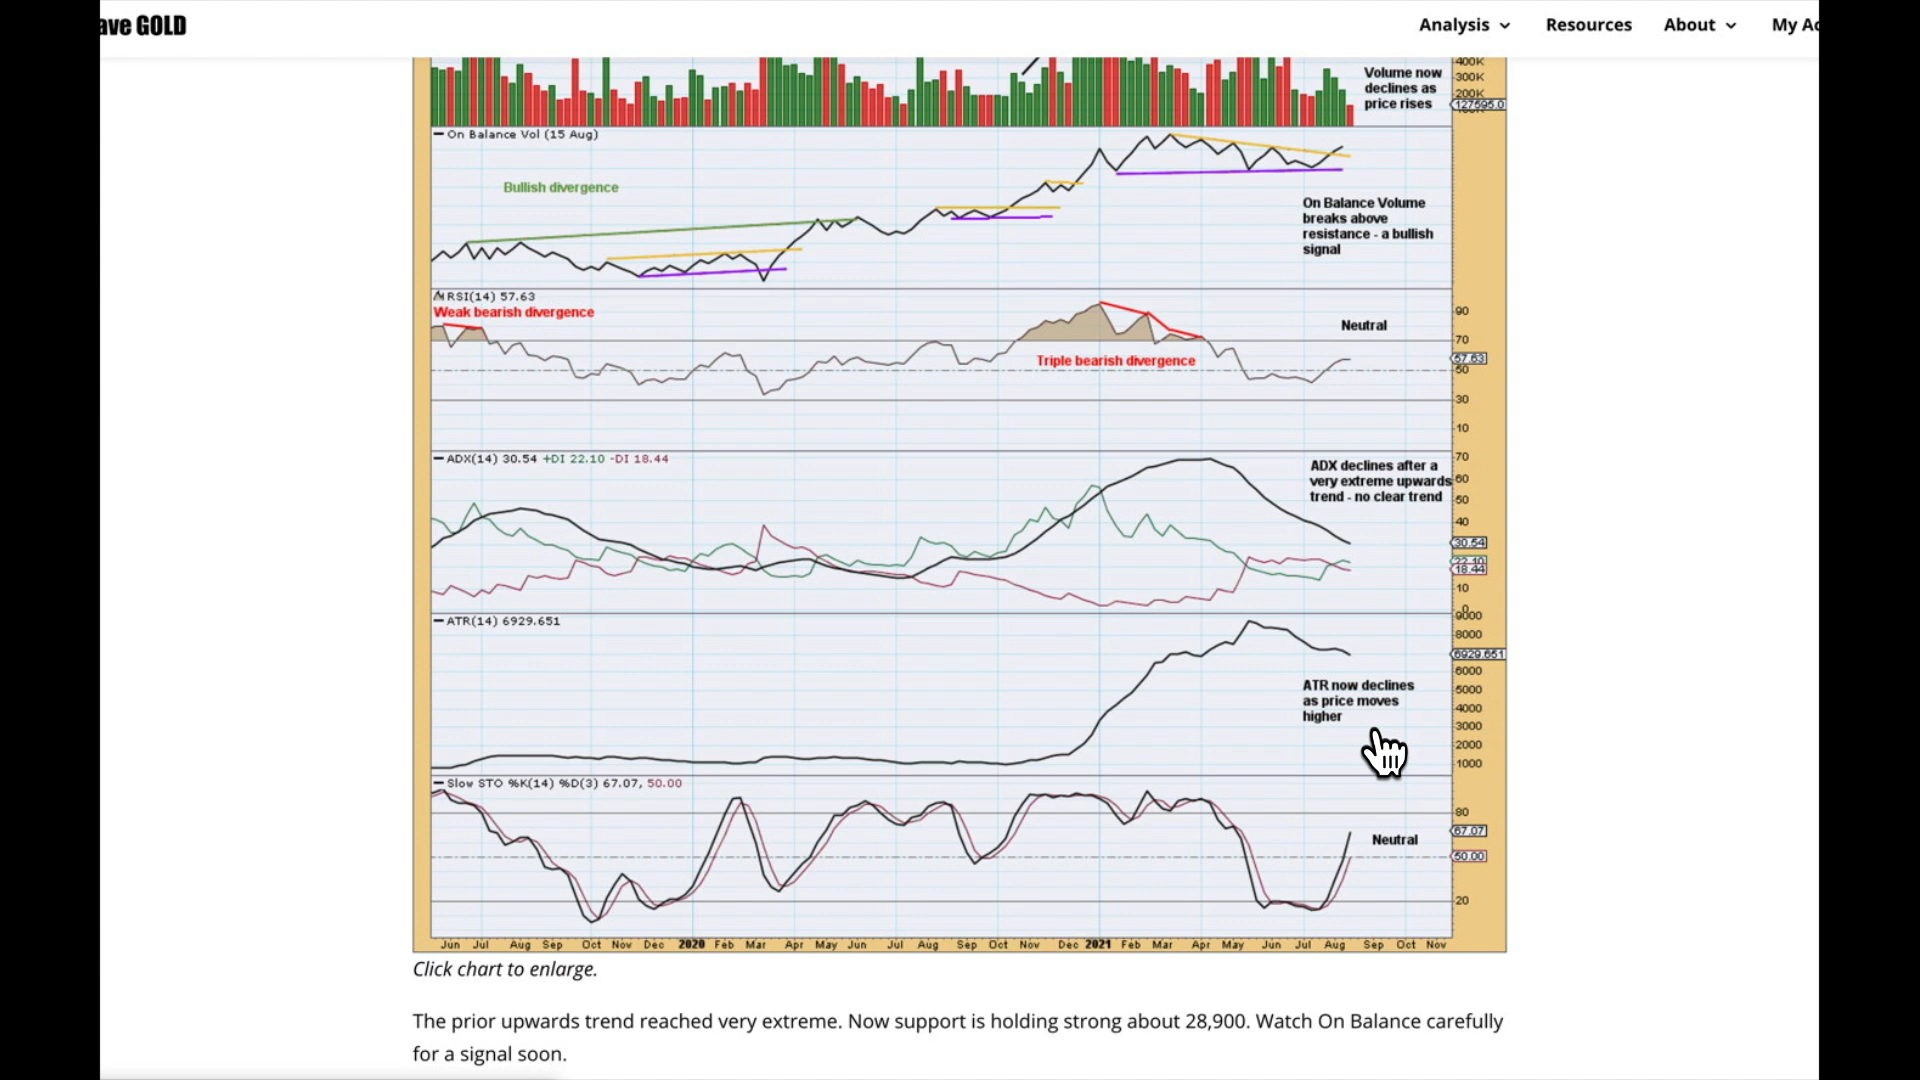 ave GOLD
Analysis
Resources
About
My Ac
Volume now
declines as
price rises
400K
300K
200K
127595.0
On Balance Vol (15 Aug)
Bullish divergence
On Balance Volume
breaks above
resistance - a bullish
signal
RSI(14) 57.63
Weak bearish divergence
Triple bearish divergence
Neutral
90
70
57.63
50
30
10
ADX(14) 30.54 +DI 22.10 -DI 18.44
ADX declines after a
very extreme upwards
trend - no clear trend
70
60
50
40
30.54
22.10
18.44
10
0
ATR(14) 6929.651
ATR now declines
as price moves
higher
9000
8000
6929.651
6000
5000
4000
3000
2000
1000
Slow STO %K(14) %D(3) 67.07, 50.00
Neutral
80
67.07
50.00
20
Jun Jul Aug Sep Oct Nov Dec 2020 Feb Mar Apr May Jun Jul Aug Sep Oct Nov Dec 2021 Feb Mar Apr May Jun Jul Aug Sep Oct Nov
Click chart to enlarge.
The prior upwards trend reached very extreme. Now support is holding strong about 28,900. Watch On Balance carefully
for a signal soon.